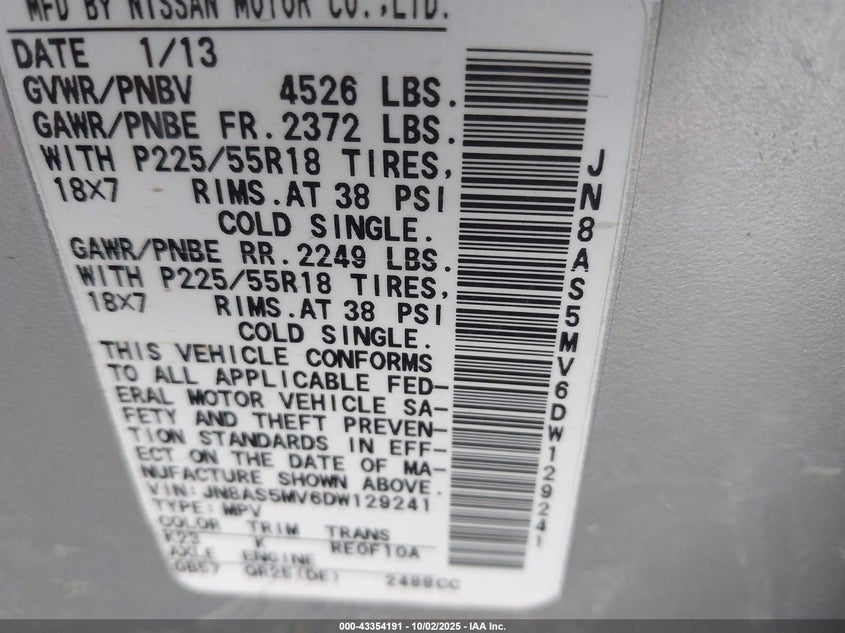 MFD BY NISSAN MOTOR CO.,LTD.
DATE 1/13
GVWR/PNBV 4526 LBS.
GAWR/PNBE FR. 2372 LBS.
WITH P225/55R18 TIRES,
18X7 RIMS. AT 38 PSI
COLD SINGLE.
GAWR/PNBE RR. 2249 LBS.
WITH P225/55R18 TIRES,
18X7 RIMS. AT 38 PSI
COLD SINGLE.
THIS VEHICLE CONFORMS
TO ALL APPLICABLE FED-
ERAL MOTOR VEHICLE SA-
FETY AND THEFT PREVEN-
TION STANDARDS IN EFF-
ECT ON THE DATE OF MA-
NUFACTURE SHOWN ABOVE.
VIN: JN8AS5MV6DW129241
TYPE: MPV
COLOR TRIM TRANS
K23 K RE0F10A
AXLE ENGINE
GB57 QR25(DE) 2488CC
JN8AS5MV6DW129241
000-43354191 - 10/02/2025 - IAA Inc.